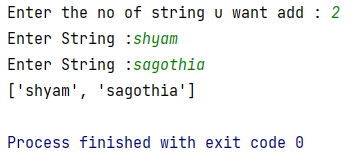 Enter the no of string u want add : 2
Enter String :shyam
Enter String :sagothia
['shyam', 'sagothia']
Process finished with exit code 0